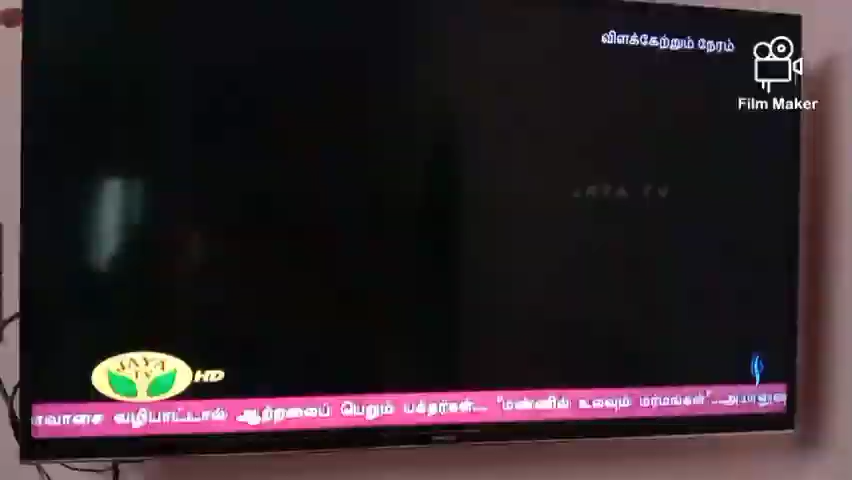 விளக்கேற்றும் நேரம்
Film Maker
JAYA TV
JAYA TV HD
வழியாட்டால் ஆற்றலைப் பெறும் பக்தர்கள்... "மண்ணில் உலவும் மர்மங்கள்"...